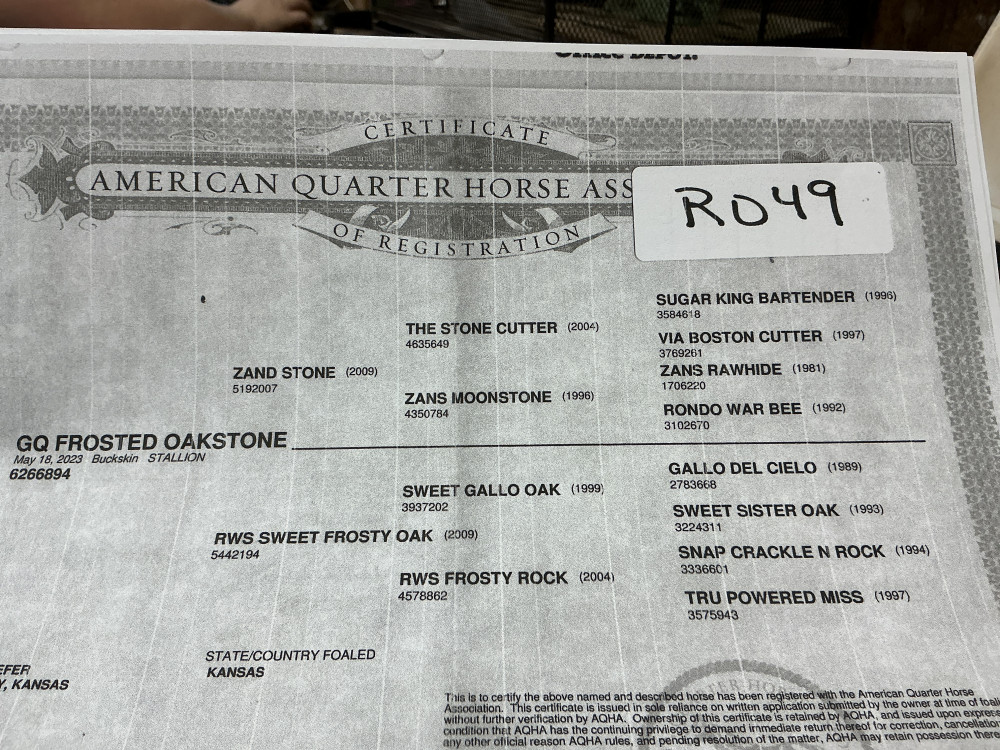 CERTIFICATE
AMERICAN QUARTER HORSE ASS
R049
OF REGISTRATION
SUGAR KING BARTENDER (1996)
3584618
THE STONE CUTTER (2004)
4635649
VIA BOSTON CUTTER (1997)
3769261
ZAND STONE (2009)
5192007
ZANS RAWHIDE (1981)
1706220
ZANS MOONSTONE (1996)
4350784
RONDO WAR BEE (1992)
3102670
GQ FROSTED OAKSTONE
May 18, 2023 Buckskin STALLION
6266894
GALLO DEL CIELO (1989)
2783668
SWEET GALLO OAK (1999)
3937202
SWEET SISTER OAK (1993)
3224311
RWS SWEET FROSTY OAK (2009)
5442194
SNAP CRACKLE N ROCK (1994)
3336601
RWS FROSTY ROCK (2004)
4578862
TRU POWERED MISS (1997)
3575943
STATE/COUNTRY FOALED
KANSAS
EFER
Y, KANSAS
This is to certify the above named and described horse has been registered with the American Quarter Horse
Association. This certificate is issued in sole reliance on written application submitted by the owner at time of foali
without further verification by AQHA. Ownership of this certificate is retained by AQHA, and issued upon express
condition that AQHA has the continuing privilege to demand immediate return thereof for correction, cancellation
any other official reason AQHA rules, and pending resolution of the matter, AQHA may retain possession there